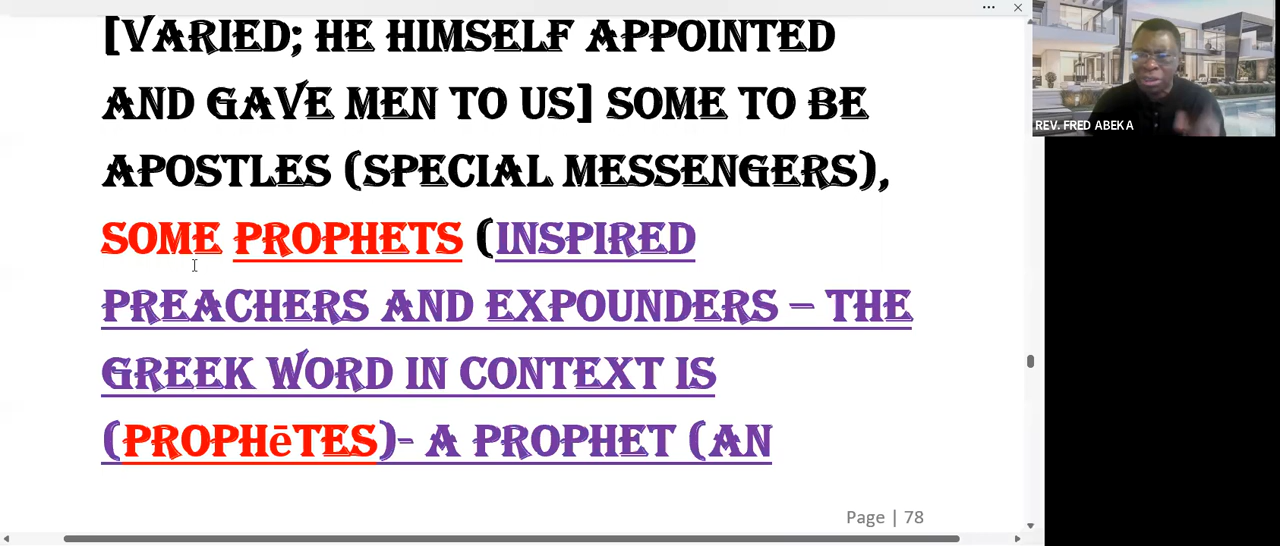 [VARIED; HE HIMSELF APPOINTED
AND GAVE MEN TO US] SOME TO BE
APOSTLES (SPECIAL MESSENGERS),
SOME PROPHETS (INSPIRED
PREACHERS AND EXPOUNDERS – THE
GREEK WORD IN CONTEXT IS
(PROPHēTES)- A PROPHET (AN
Page | 78
REV. FRED ABEKA